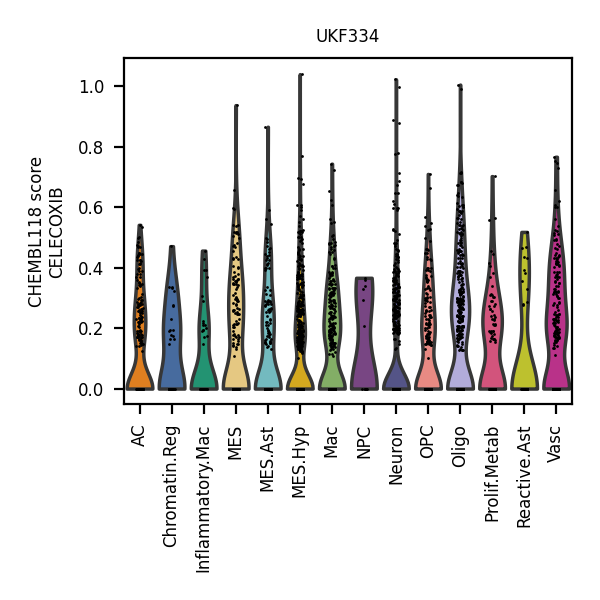 UKF334
CHEMBL118 score
CELECOXIB
1.0
0.8
0.6
0.4
0.2
0.0
AC
Chromatin.Reg
Inflammatory.Mac
MES
MES.Ast
MES.Hyp
Mac
NPC
Neuron
OPC
Oligo
Prolif.Metab
Reactive.Ast
Vasc